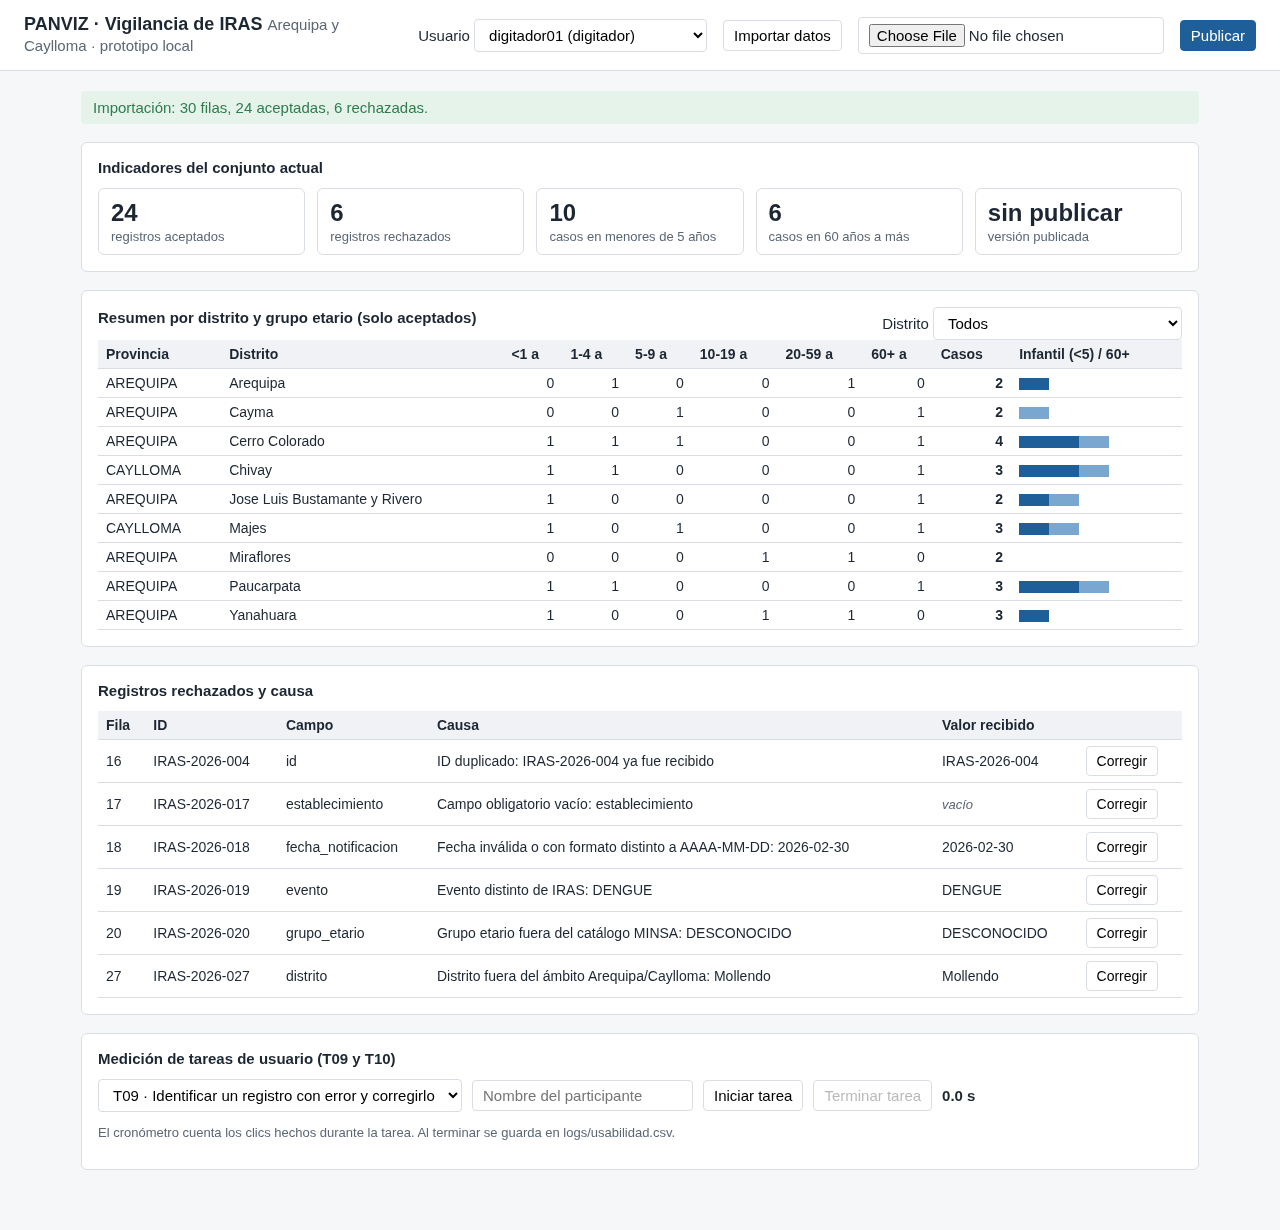 PANVIZ · Vigilancia de IRAS Arequipa y
Caylloma · prototipo local
Usuario digitador01 (digitador) Importar datos Choose File No file chosen Publicar
Importación: 30 filas, 24 aceptadas, 6 rechazadas.
Indicadores del conjunto actual
24 6 10 6 sin publicar
registros aceptados registros rechazados casos en menores de 5 años casos en 60 años a más versión publicada
Resumen por distrito y grupo etario (solo aceptados)
Distrito Todos
Provincia Distrito <1 a 1-4 a 5-9 a 10-19 a 20-59 a 60+ a Casos Infantil (<5) / 60+
AREQUIPA Arequipa 0 1 0 0 1 0 2
AREQUIPA Cayma 0 0 1 0 0 1 2
AREQUIPA Cerro Colorado 1 1 1 0 0 1 4
CAYLLOMA Chivay 1 1 0 0 0 1 3
AREQUIPA Jose Luis Bustamante y Rivero 1 0 0 0 0 1 2
CAYLLOMA Majes 1 0 1 0 0 1 3
AREQUIPA Miraflores 0 0 0 1 1 0 2
AREQUIPA Paucarpata 1 1 0 0 0 1 3
AREQUIPA Yanahuara 1 0 0 1 1 0 3
Registros rechazados y causa
Fila ID Campo Causa Valor recibido
16 IRAS-2026-004 id ID duplicado: IRAS-2026-004 ya fue recibido IRAS-2026-004 Corregir
17 IRAS-2026-017 establecimiento Campo obligatorio vacío: establecimiento vacío Corregir
18 IRAS-2026-018 fecha_notificacion Fecha inválida o con formato distinto a AAAA-MM-DD: 2026-02-30 2026-02-30 Corregir
19 IRAS-2026-019 evento Evento distinto de IRAS: DENGUE DENGUE Corregir
20 IRAS-2026-020 grupo_etario Grupo etario fuera del catálogo MINSA: DESCONOCIDO DESCONOCIDO Corregir
27 IRAS-2026-027 distrito Distrito fuera del ámbito Arequipa/Caylloma: Mollendo Mollendo Corregir
Medición de tareas de usuario (T09 y T10)
T09 · Identificar un registro con error y corregirlo Nombre del participante Iniciar tarea Terminar tarea 0.0 s
El cronómetro cuenta los clics hechos durante la tarea. Al terminar se guarda en logs/usabilidad.csv.